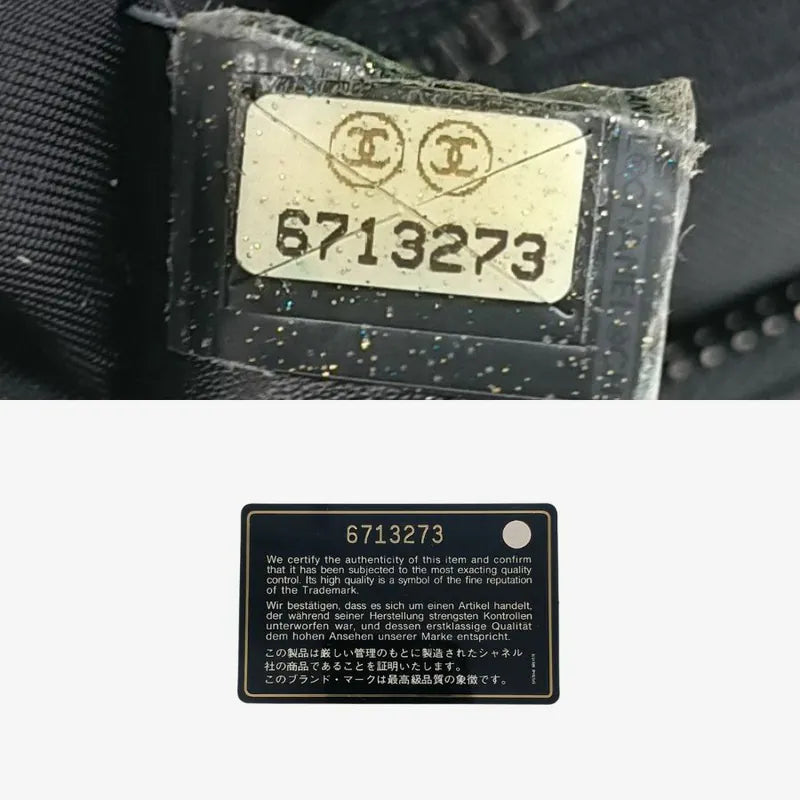 6713273
6713273
We certify the authenticity of this item and confirm
that it has been subjected to the most exacting quality
control. Its high quality is a symbol of the fine reputation
of the Trademark.
Wir bestätigen, dass es sich um einen Artikel handelt,
der während seiner Herstellung strengsten Kontrollen
unterworfen war, und dessen erstklassige Qualität
dem hohen Ansehen unserer Marke entspricht.
この製品は厳しい管理のもとに製造されたシャネル
社の商品であることを証明いたします。
このブランド・マークは最高級品質の象徴です。